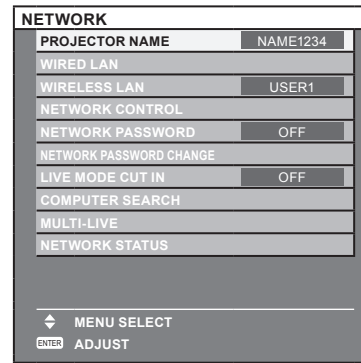 NETWORK
PROJECTOR NAME NAME1234
WIRED LAN
WIRELESS LAN USER1
NETWORK CONTROL
NETWORK PASSWORD OFF
NETWORK PASSWORD CHANGE
LIVE MODE CUT IN OFF
COMPUTER SEARCH
MULTI-LIVE
NETWORK STATUS
MENU SELECT
ENTER ADJUST